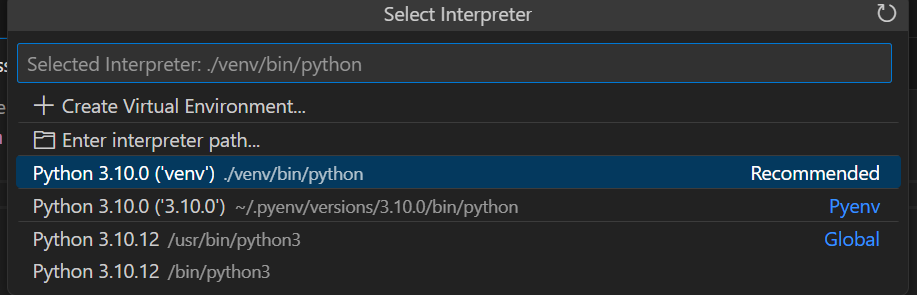 Select Interpreter
Selected Interpreter: ./venv/bin/python
Create Virtual Environment...
Enter interpreter path...
Python 3.10.0 ('venv') ./venv/bin/python Recommended
Python 3.10.0 ('3.10.0') ~/.pyenv/versions/3.10.0/bin/python Pyenv
Python 3.10.12 /usr/bin/python3 Global
Python 3.10.12 /bin/python3